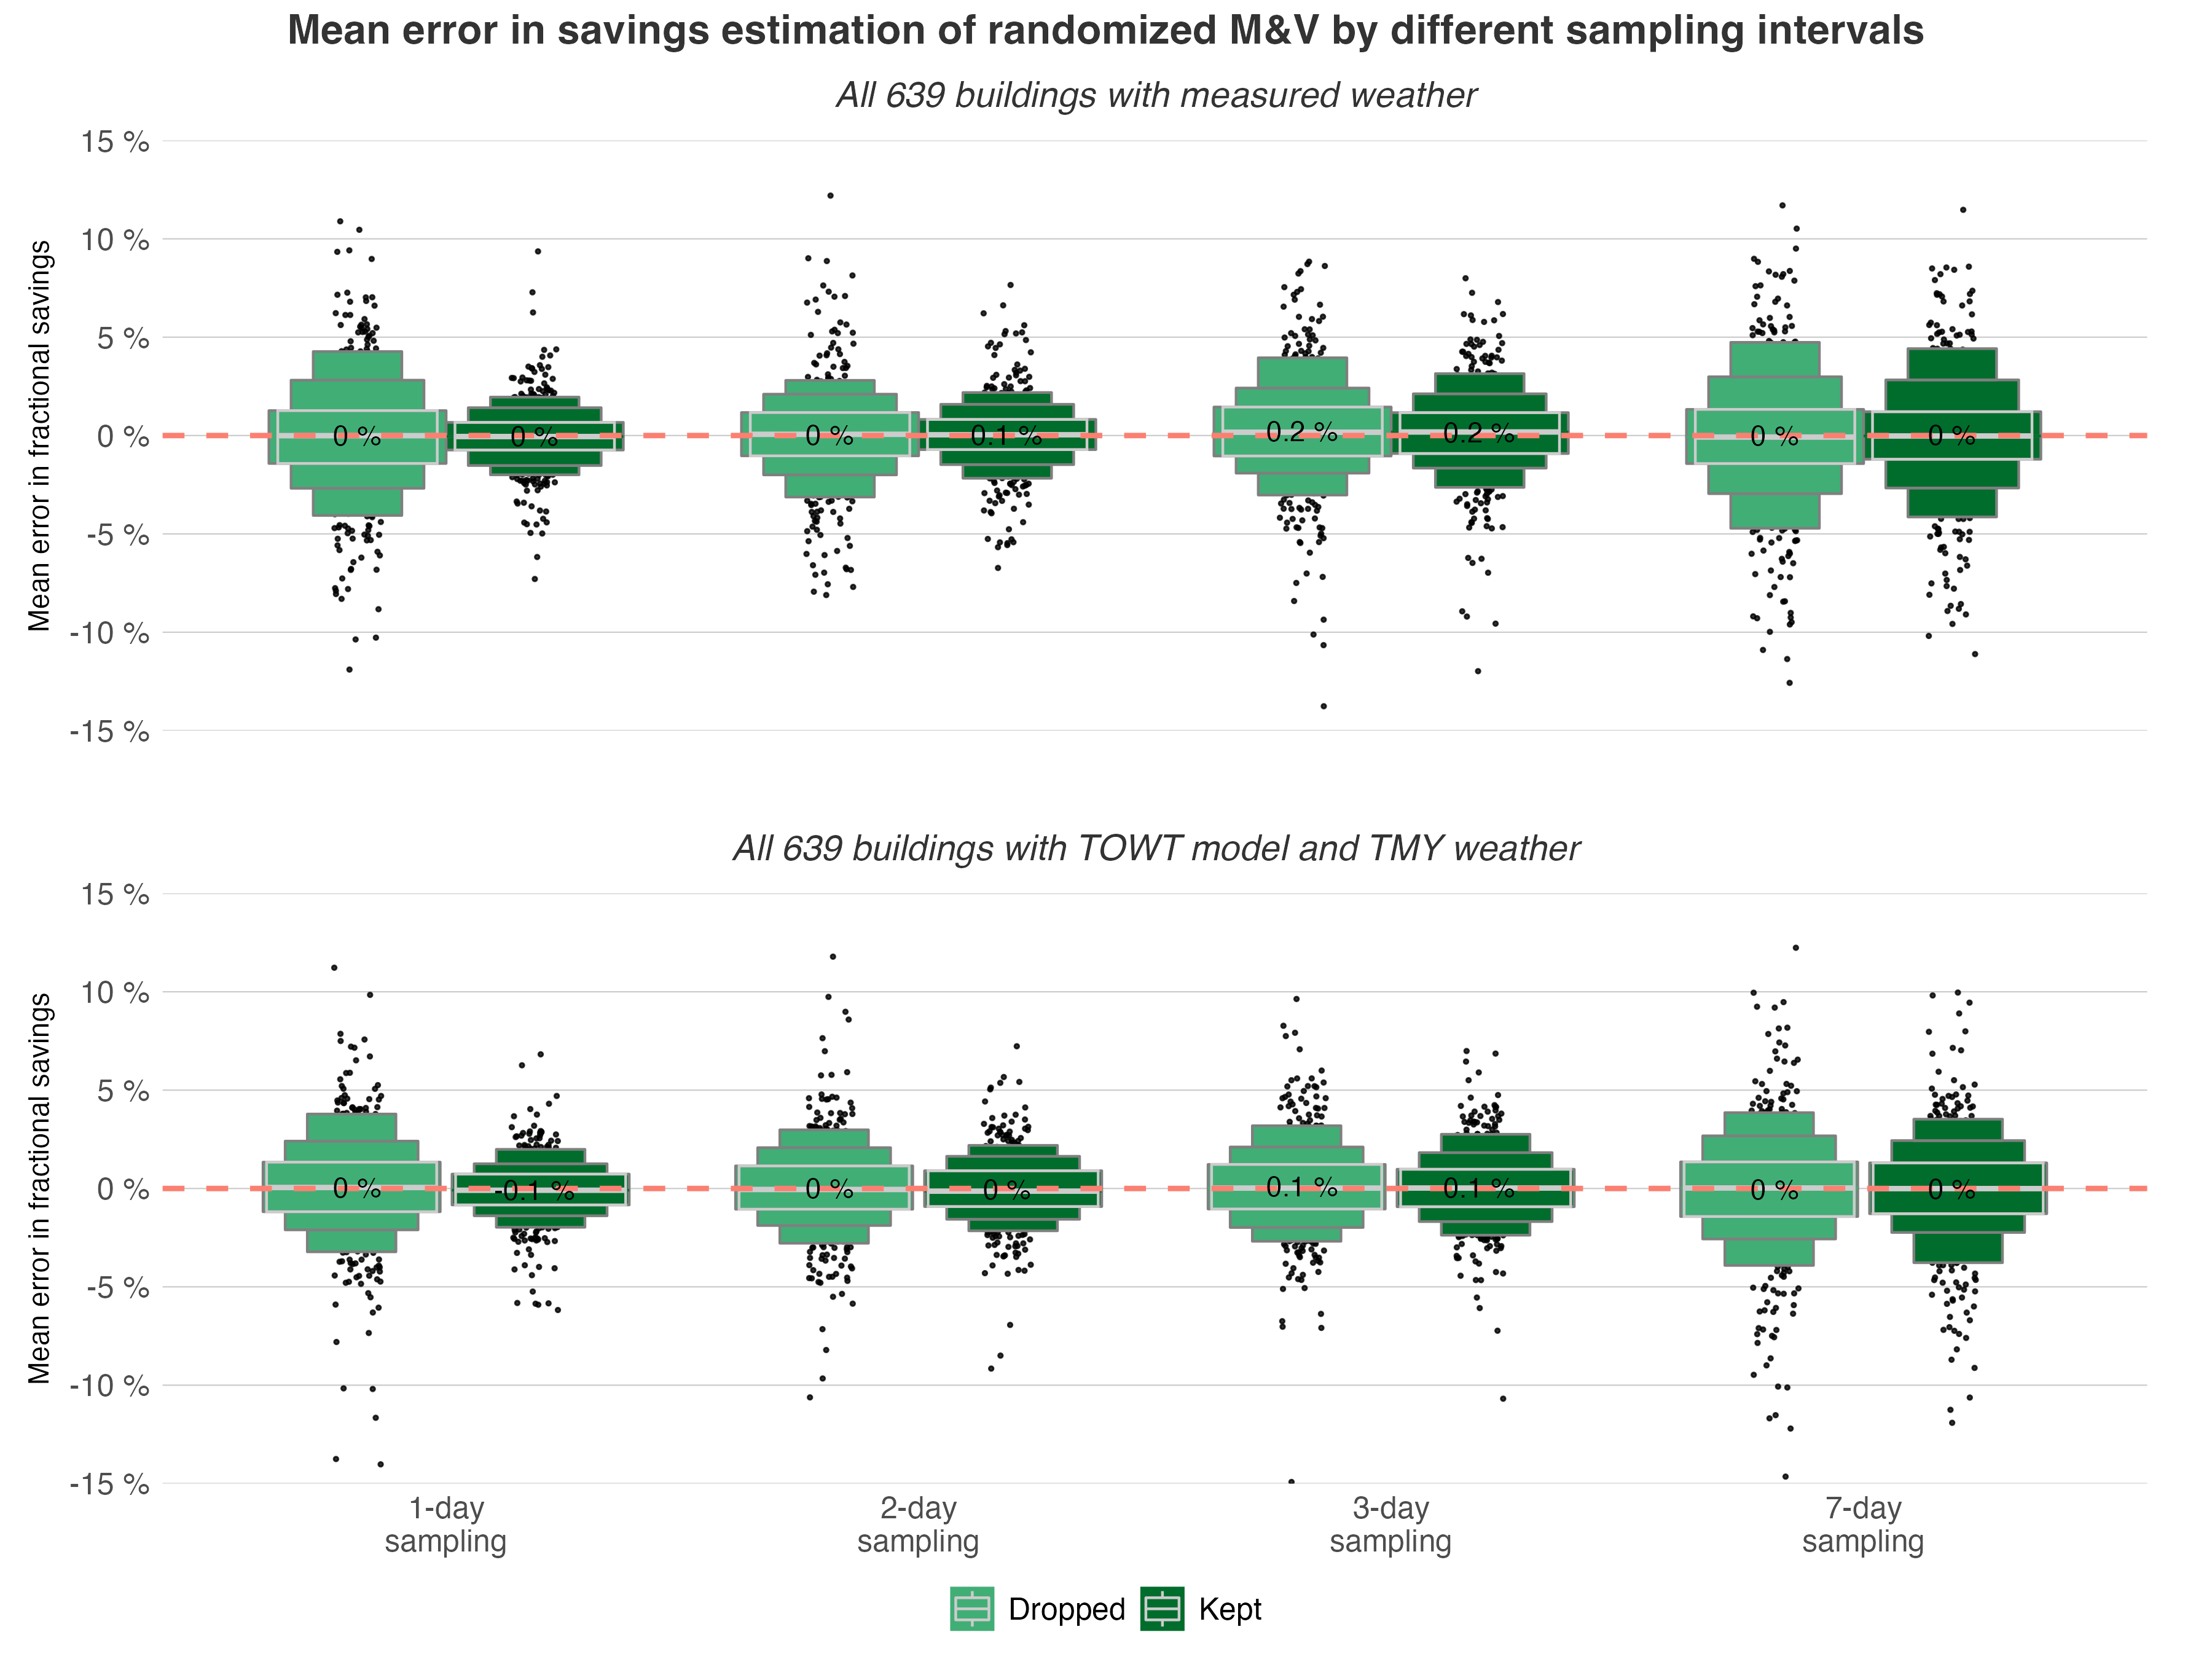 Mean error in savings estimation of randomized M&V by different sampling intervals
All 639 buildings with measured weather
Mean error in fractional savings
15 %
10 %
5 %
0 %
-5 %
-10 %
-15 %
0 %
0 %
0 %
0.1 %
0.2 %
0.2 %
0 %
0 %
All 639 buildings with TOWT model and TMY weather
Mean error in fractional savings
15 %
10 %
5 %
0 %
-5 %
-10 %
-15 %
0 %
-0.1 %
0 %
0 %
0.1 %
0.1 %
0 %
0 %
1-day
sampling
2-day
sampling
3-day
sampling
7-day
sampling
Dropped
Kept